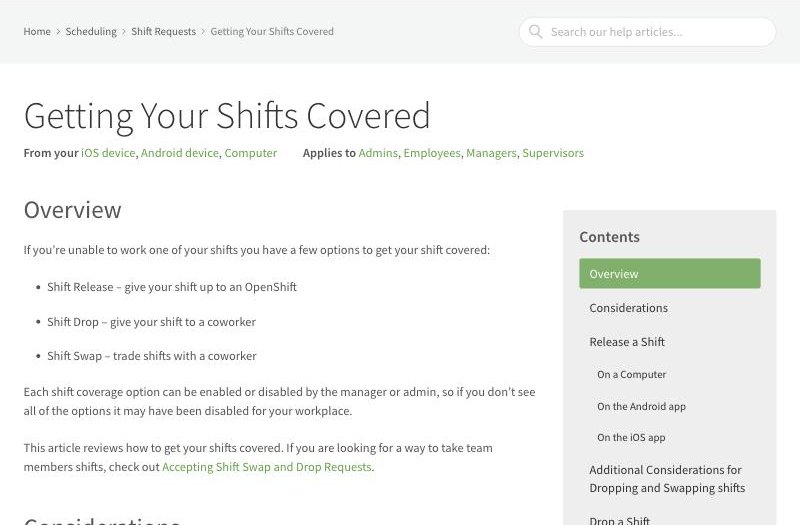 Home > Scheduling > Shift Requests > Getting Your Shifts Covered
Search our help articles...
Getting Your Shifts Covered
From your iOS device, Android device, Computer Applies to Admins, Employees, Managers, Supervisors
Overview
If you're unable to work one of your shifts you have a few options to get your shift covered:
• Shift Release – give your shift up to an OpenShift
• Shift Drop – give your shift to a coworker
• Shift Swap – trade shifts with a coworker
Each shift coverage option can be enabled or disabled by the manager or admin, so if you don't see
all of the options it may have been disabled for your workplace.
This article reviews how to get your shifts covered. If you are looking for a way to take team
members shifts, check out Accepting Shift Swap and Drop Requests.
Considerations
Contents
Overview
Considerations
Release a Shift
On a Computer
On the Android app
On the iOS app
Additional Considerations for
Dropping and Swapping shifts
Drop a Shift